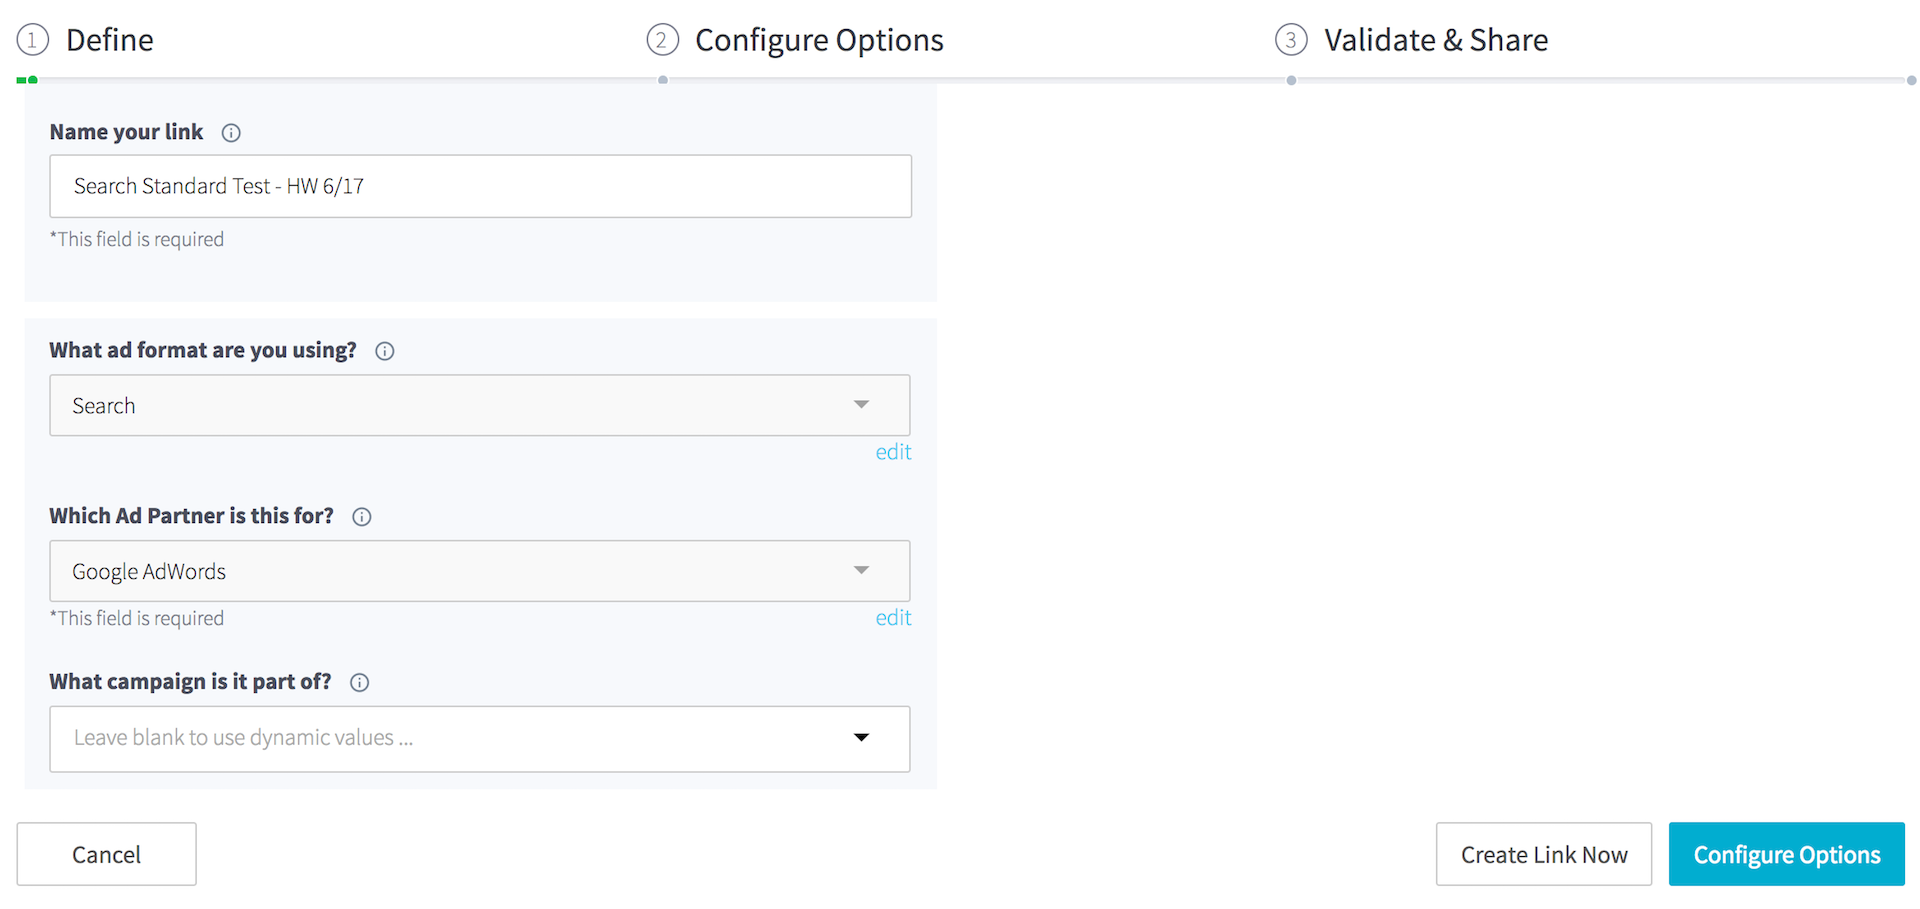 1 Define
2 Configure Options
3 Validate & Share
Name your link
Search Standard Test - HW 6/17
*This field is required
What ad format are you using?
Search
edit
Which Ad Partner is this for?
Google AdWords
*This field is required
edit
What campaign is it part of?
Leave blank to use dynamic values ...
Cancel
Create Link Now
Configure Options